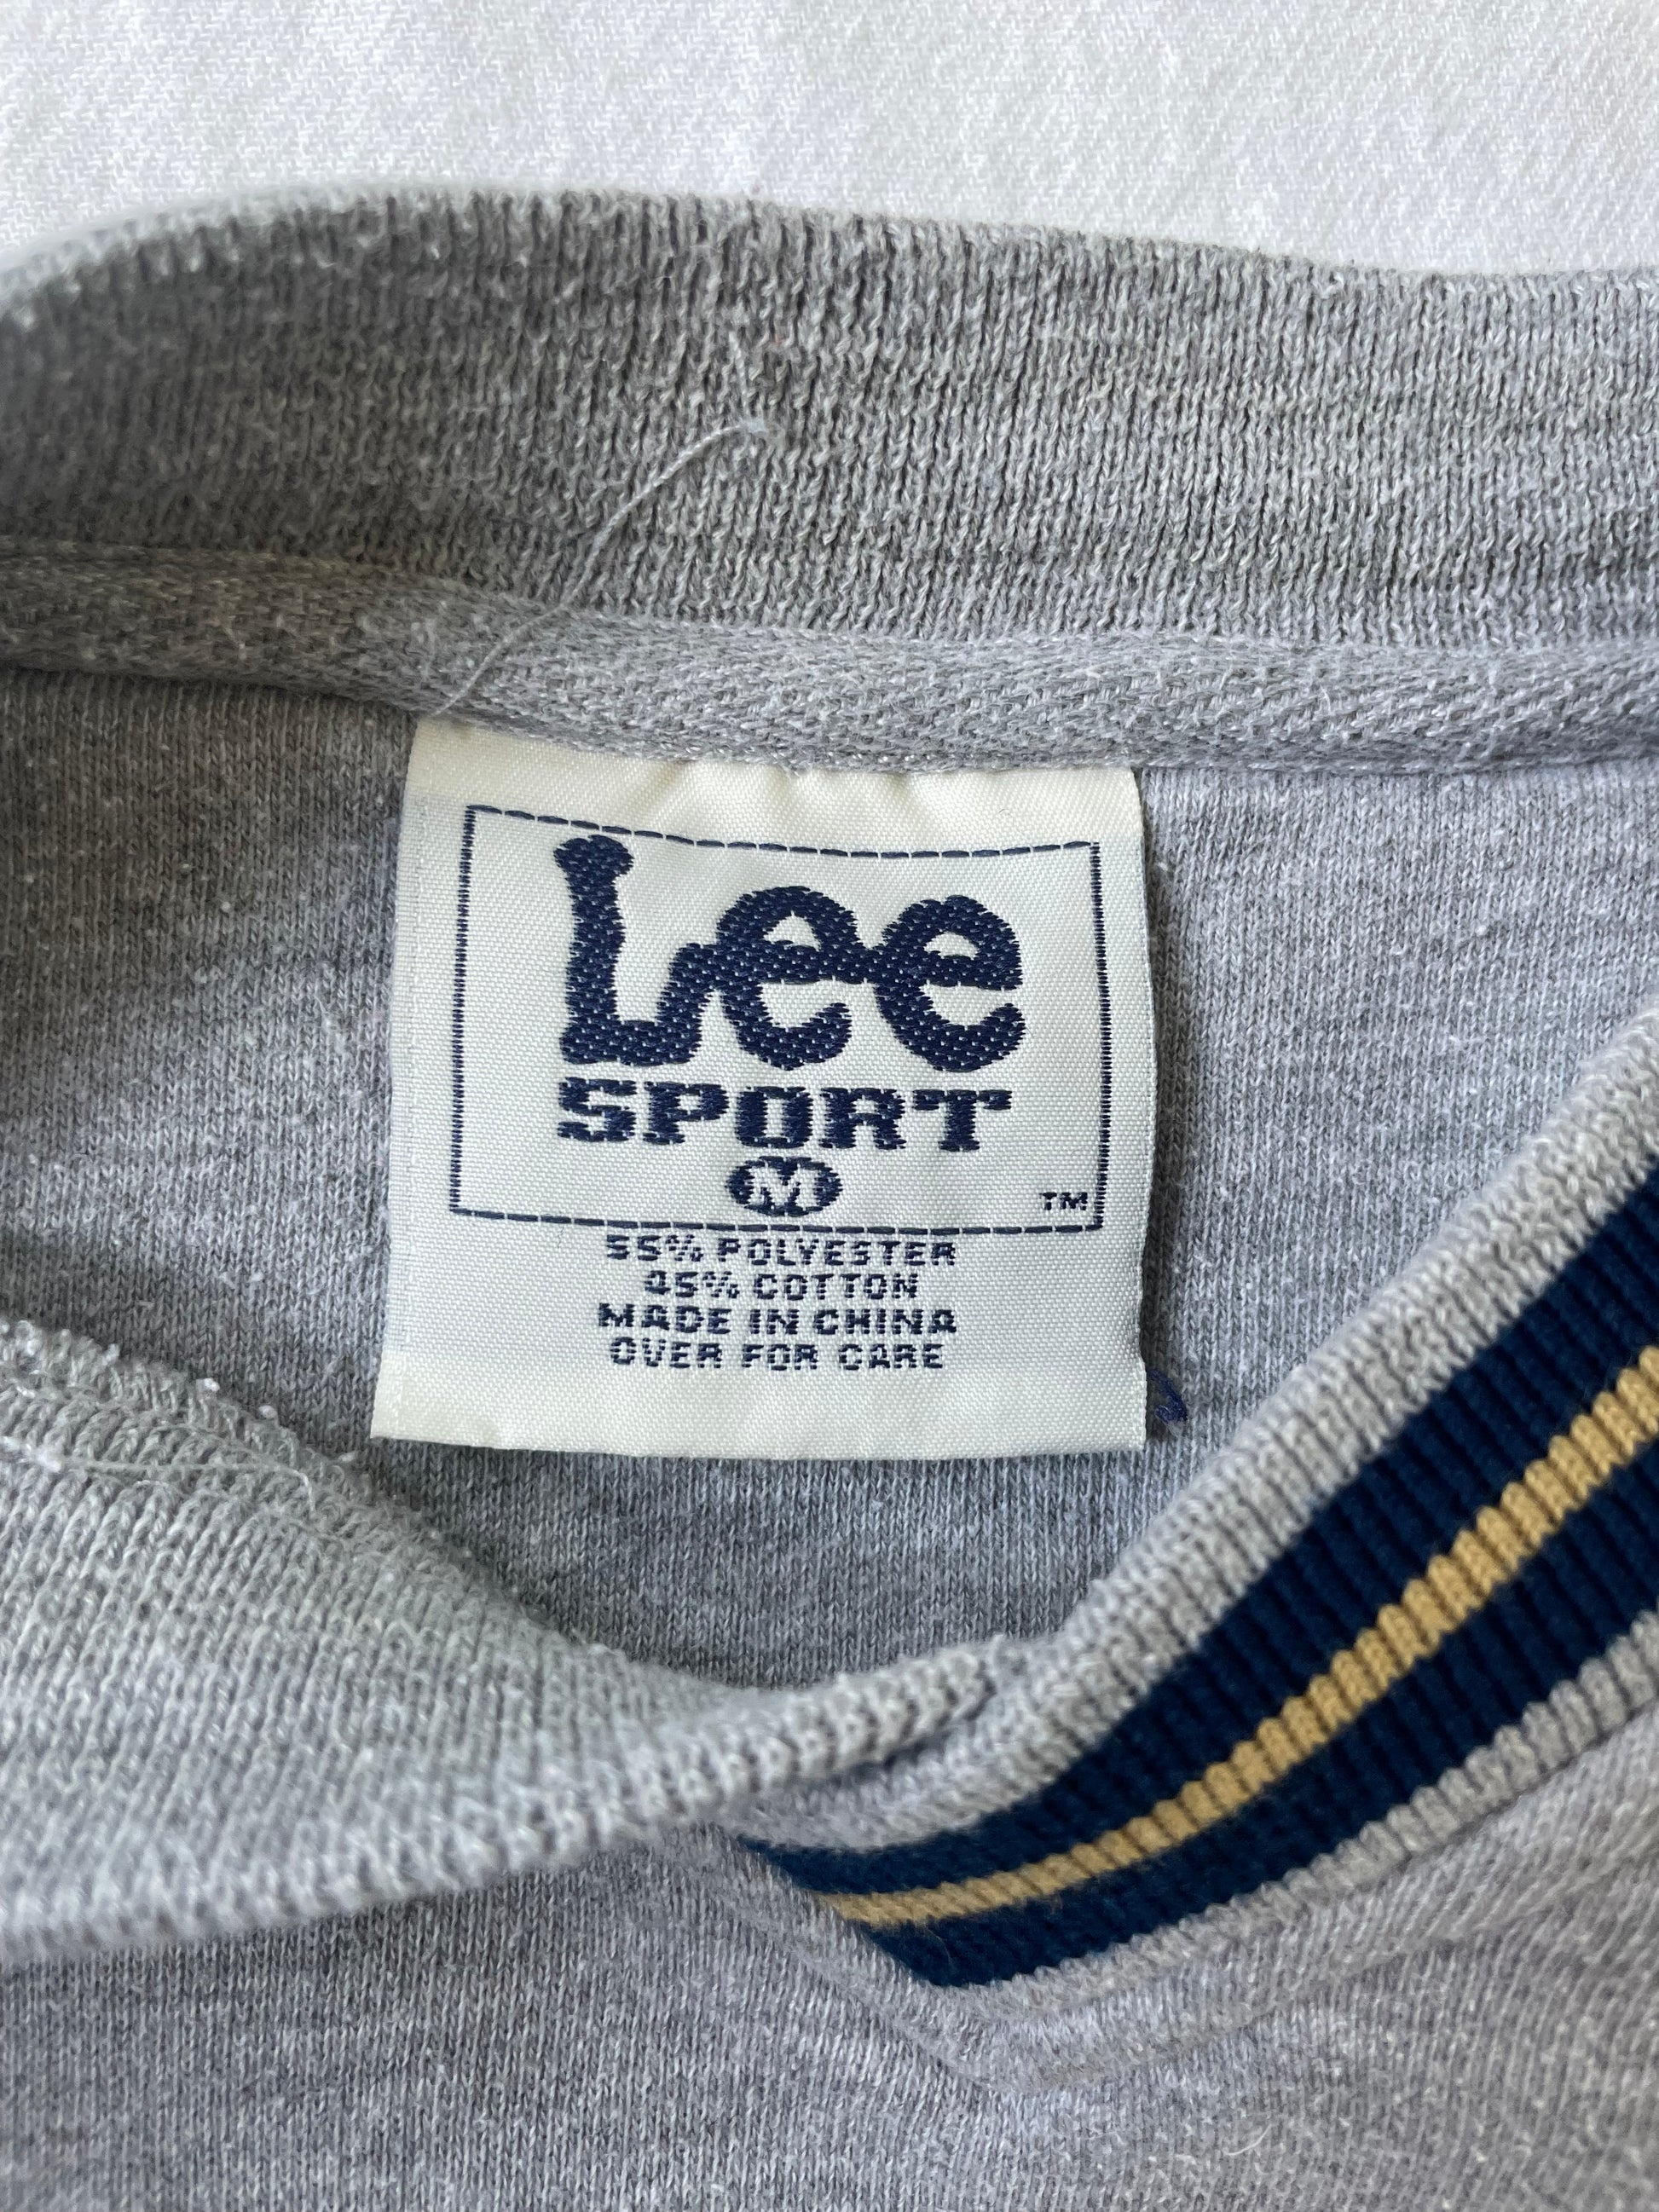 Lee
SPORT
M
TM
55% POLYESTER
45% COTTON
MADE IN CHINA
OVER FOR CARE